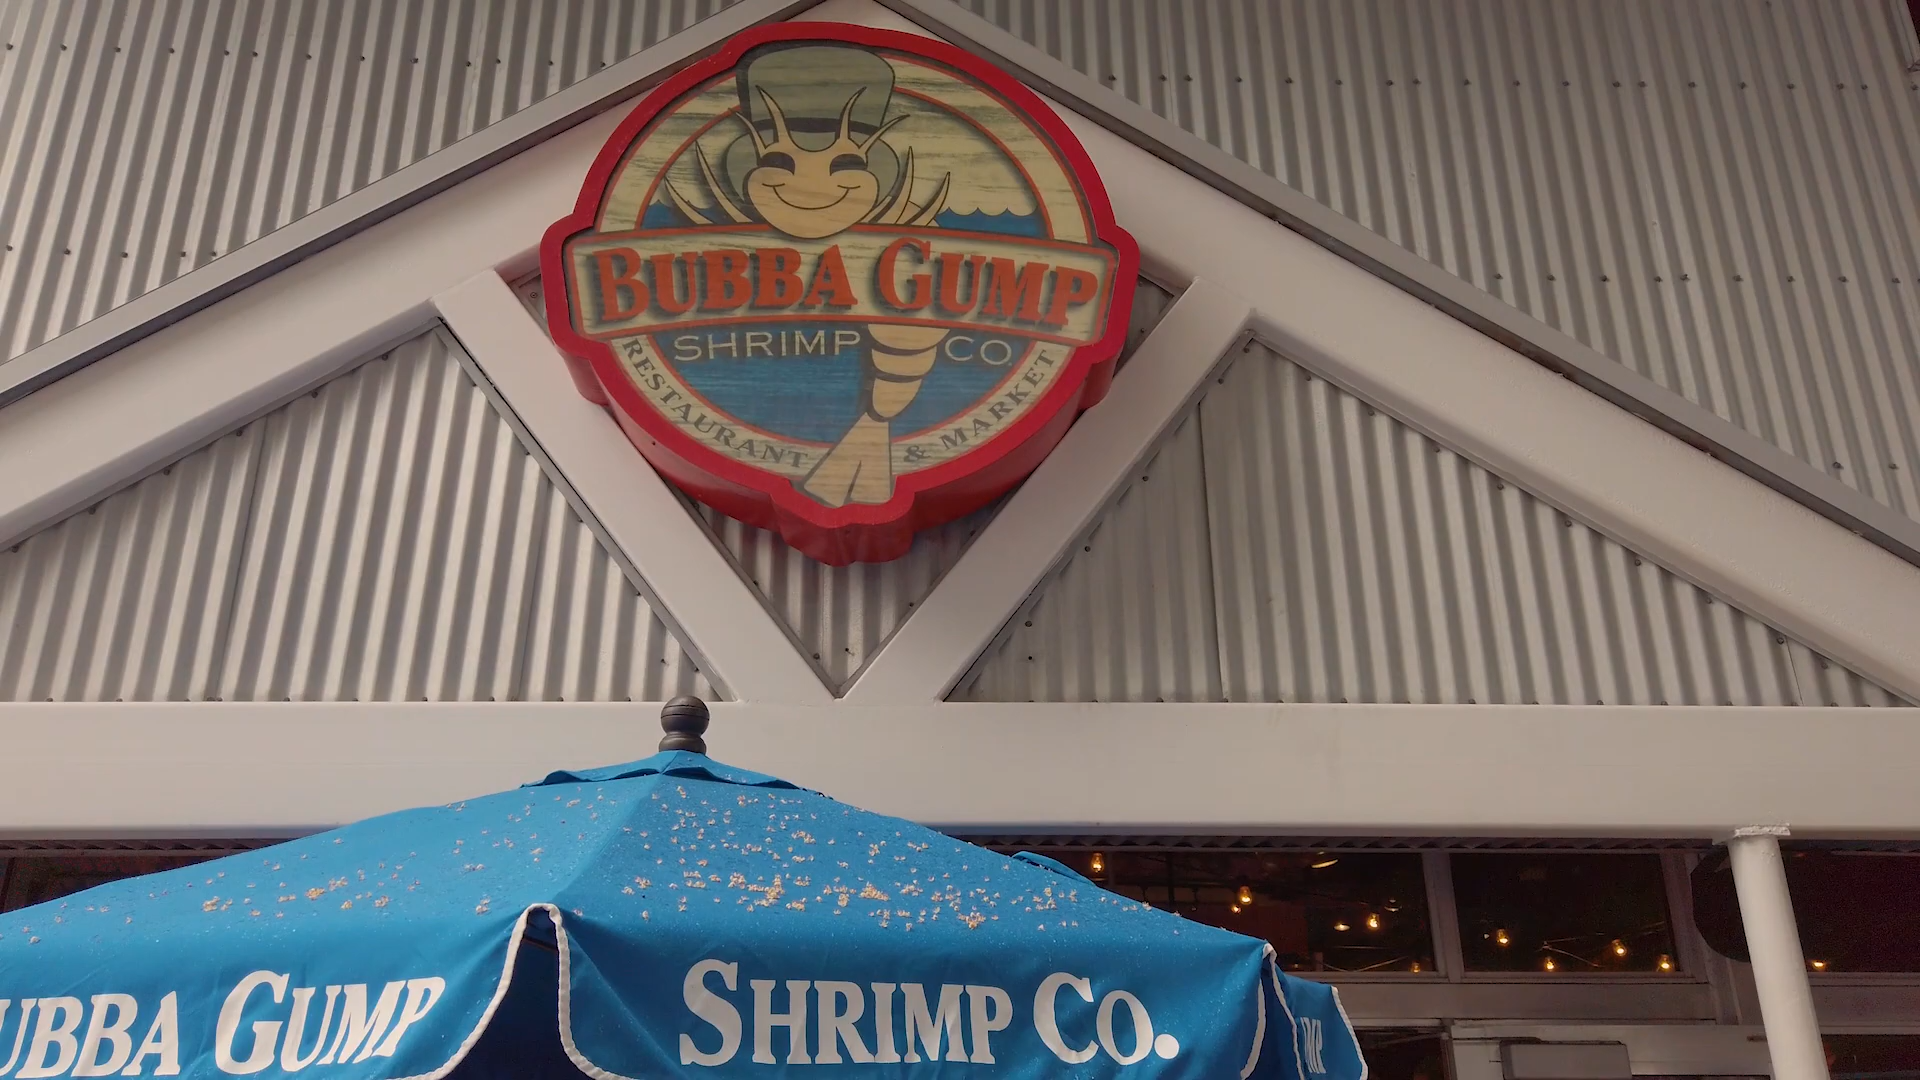 BUBBA GUMP
SHRIMP CO.
RESTAURANT & MARKET
UBBA GUMP
SHRIMP CO.